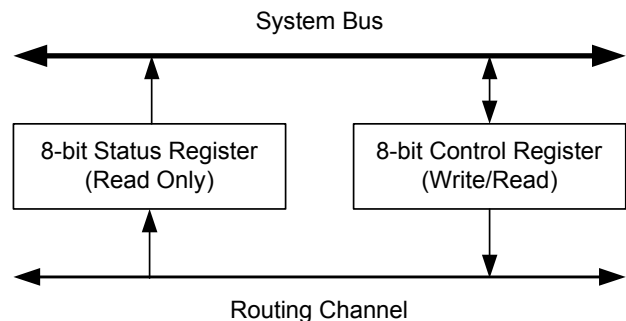 System Bus
8-bit Status Register
(Read Only)
8-bit Control Register
(Write/Read)
Routing Channel